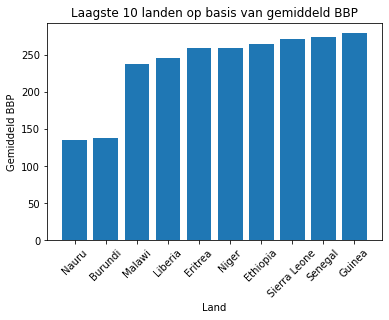 Laagste 10 landen op basis van gemiddeld BBP
Gemiddeld BBP
250
200
150
100
50
0
Nauru
Burundi
Malawi
Liberia
Eritrea
Niger
Ethiopia
Sierra Leone
Senegal
Guinea
Land